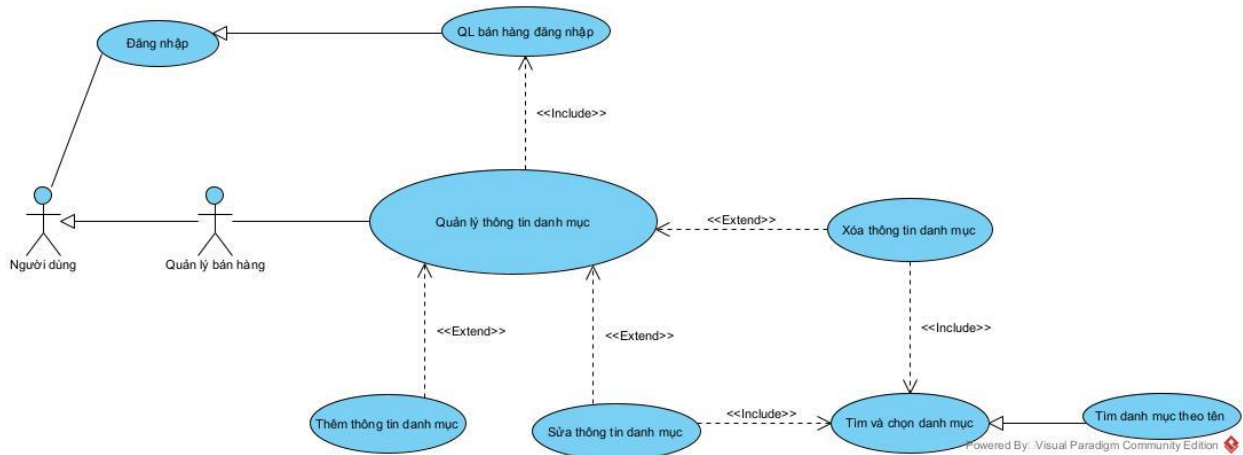 QL bán hàng đăng nhập
Đăng nhập
<<Include>>
Quản lý thông tin danh mục
<<Extend>>
Xóa thông tin danh mục
Người dùng
Quản lý bán hàng
<<Extend>>
<<Extend>>
<<Include>>
Thêm thông tin danh mục
Sửa thông tin danh mục
<<Include>>
Tìm và chọn danh mục
Tìm danh mục theo tên
Powered By Visual Paradigm Community Edition